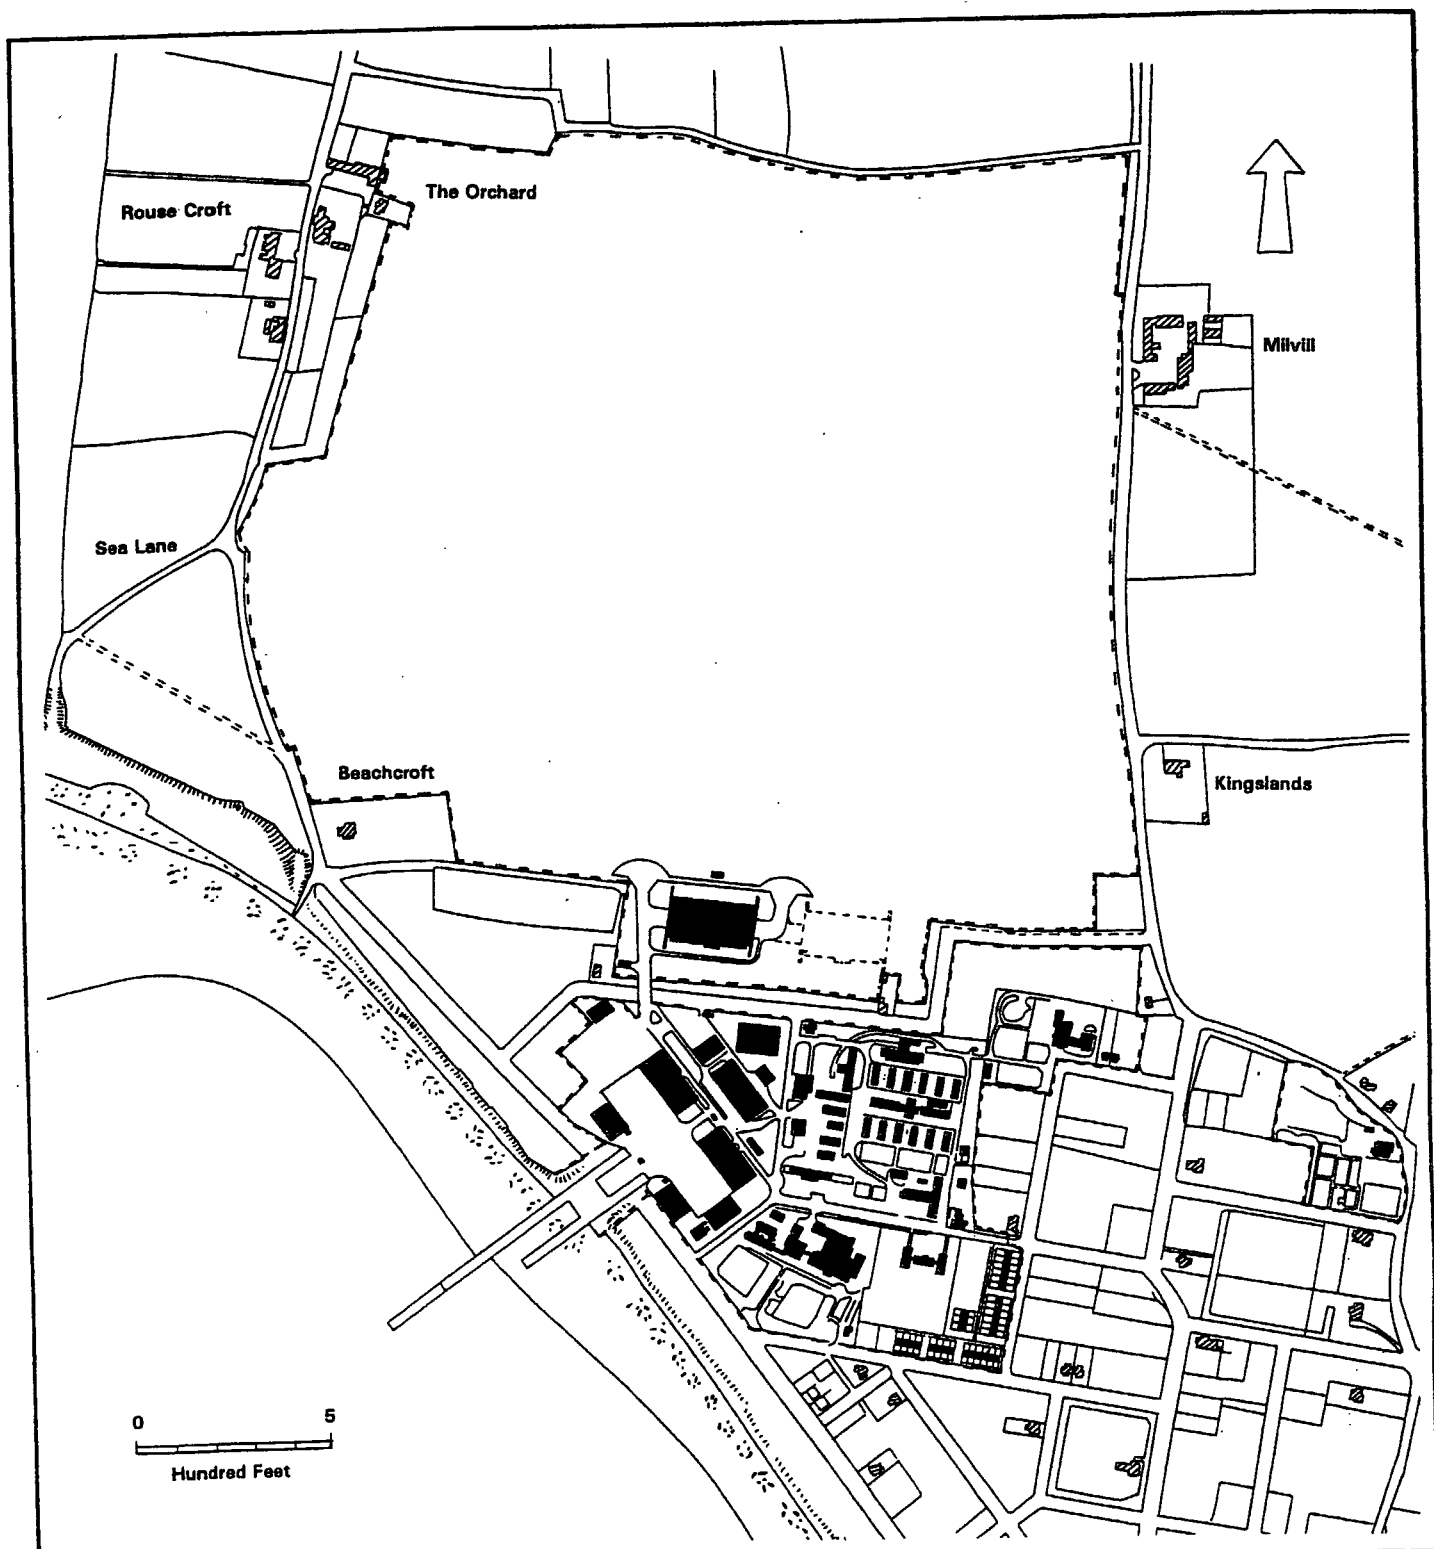 The Orchard
Rouse Croft
Milvill
Sea Lane
Beachcroft
Kingslands
0 5
Hundred Feet